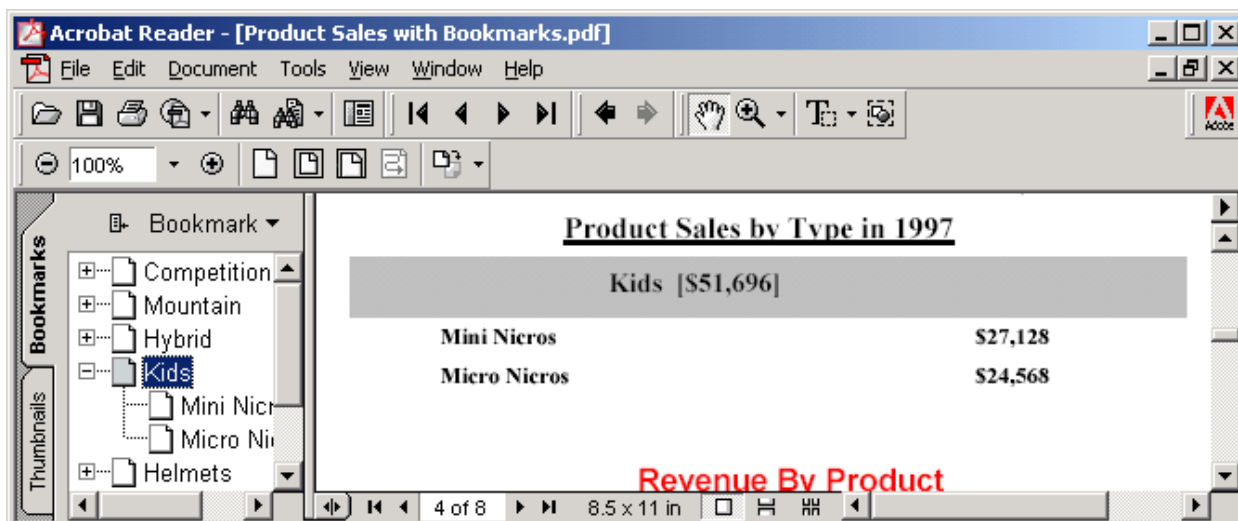 Acrobat Reader - [Product Sales with Bookmarks.pdf]
File Edit Document Tools View Window Help
Adobe
100%
Bookmarks
Thumbnails
Bookmark
Competition
Mountain
Hybrid
Kids
Mini Nicr
Micro Ni
Helmets
Product Sales by Type in 1997
Kids [$51,696]
Mini Nicros $27,128
Micro Nicros $24,568
Revenue By Product
4 of 8 8.5 x 11 in